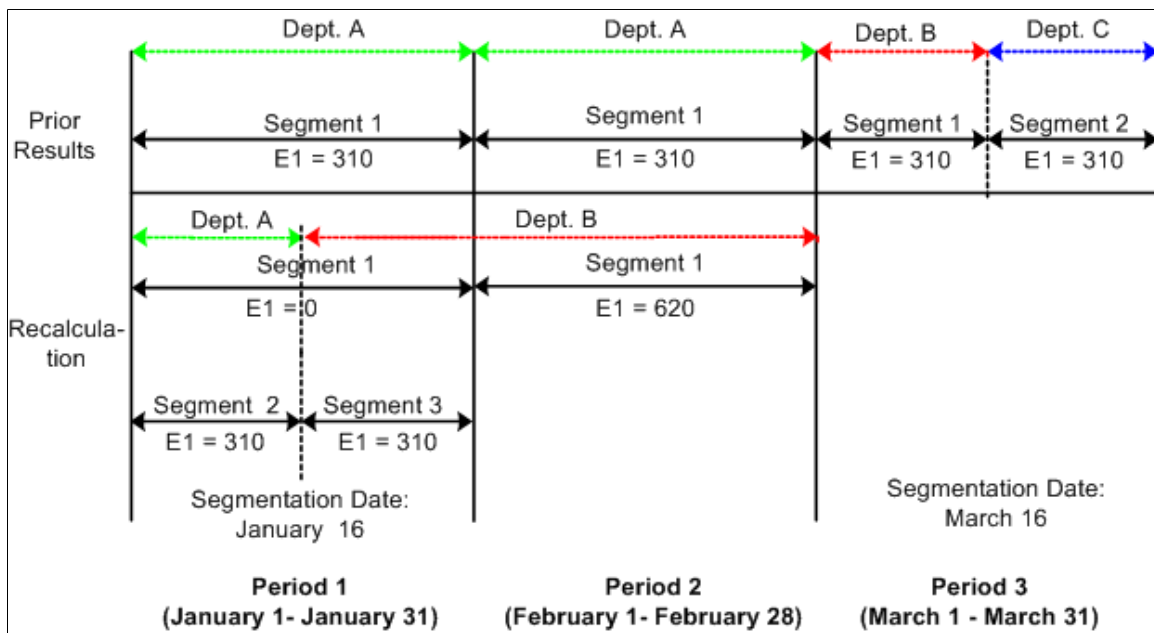 Dept. A
Dept. A
Dept. B
Dept. C
Prior
Results
Segment 1
E1 = 310
Segment 1
E1 = 310
Segment 1
E1 = 310
Segment 2
E1 = 310
Recalcula-
tion
Dept. A
Dept. B
Segment 1
E1 = 0
Segment 1
E1 = 620
Segment 2
E1 = 310
Segment 3
E1 = 310
Segmentation Date:
January 16
Segmentation Date:
March 16
Period 1
(January 1- January 31)
Period 2
(February 1- February 28)
Period 3
(March 1 - March 31)